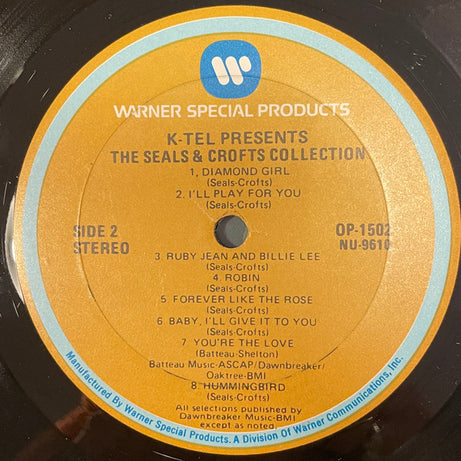 WARNER SPECIAL PRODUCTS
K-TEL PRESENTS
THE SEALS & CROFTS COLLECTION
1. DIAMOND GIRL
(Seals-Crofts)
2. I'LL PLAY FOR YOU
(Seals-Crofts)
SIDE 2
STEREO
OP-1502
NU-9610
3. RUBY JEAN AND BILLIE LEE
(Seals-Crofts)
4. ROBIN
(Seals-Crofts)
5. FOREVER LIKE THE ROSE
(Seals-Crofts)
6. BABY, I'LL GIVE IT TO YOU
(Seals-Crofts)
7. YOU'RE THE LOVE
(Batteau-Shelton)
Batteau Music-ASCAP/Dawnbreaker/
Oaktree-BMI
8. HUMMINGBIRD
(Seals-Crofts)
All selections published by
Dawnbreaker Music-BMI
except as noted.
Manufactured By Warner Special Products. A Division Of Warner Communications, Inc.